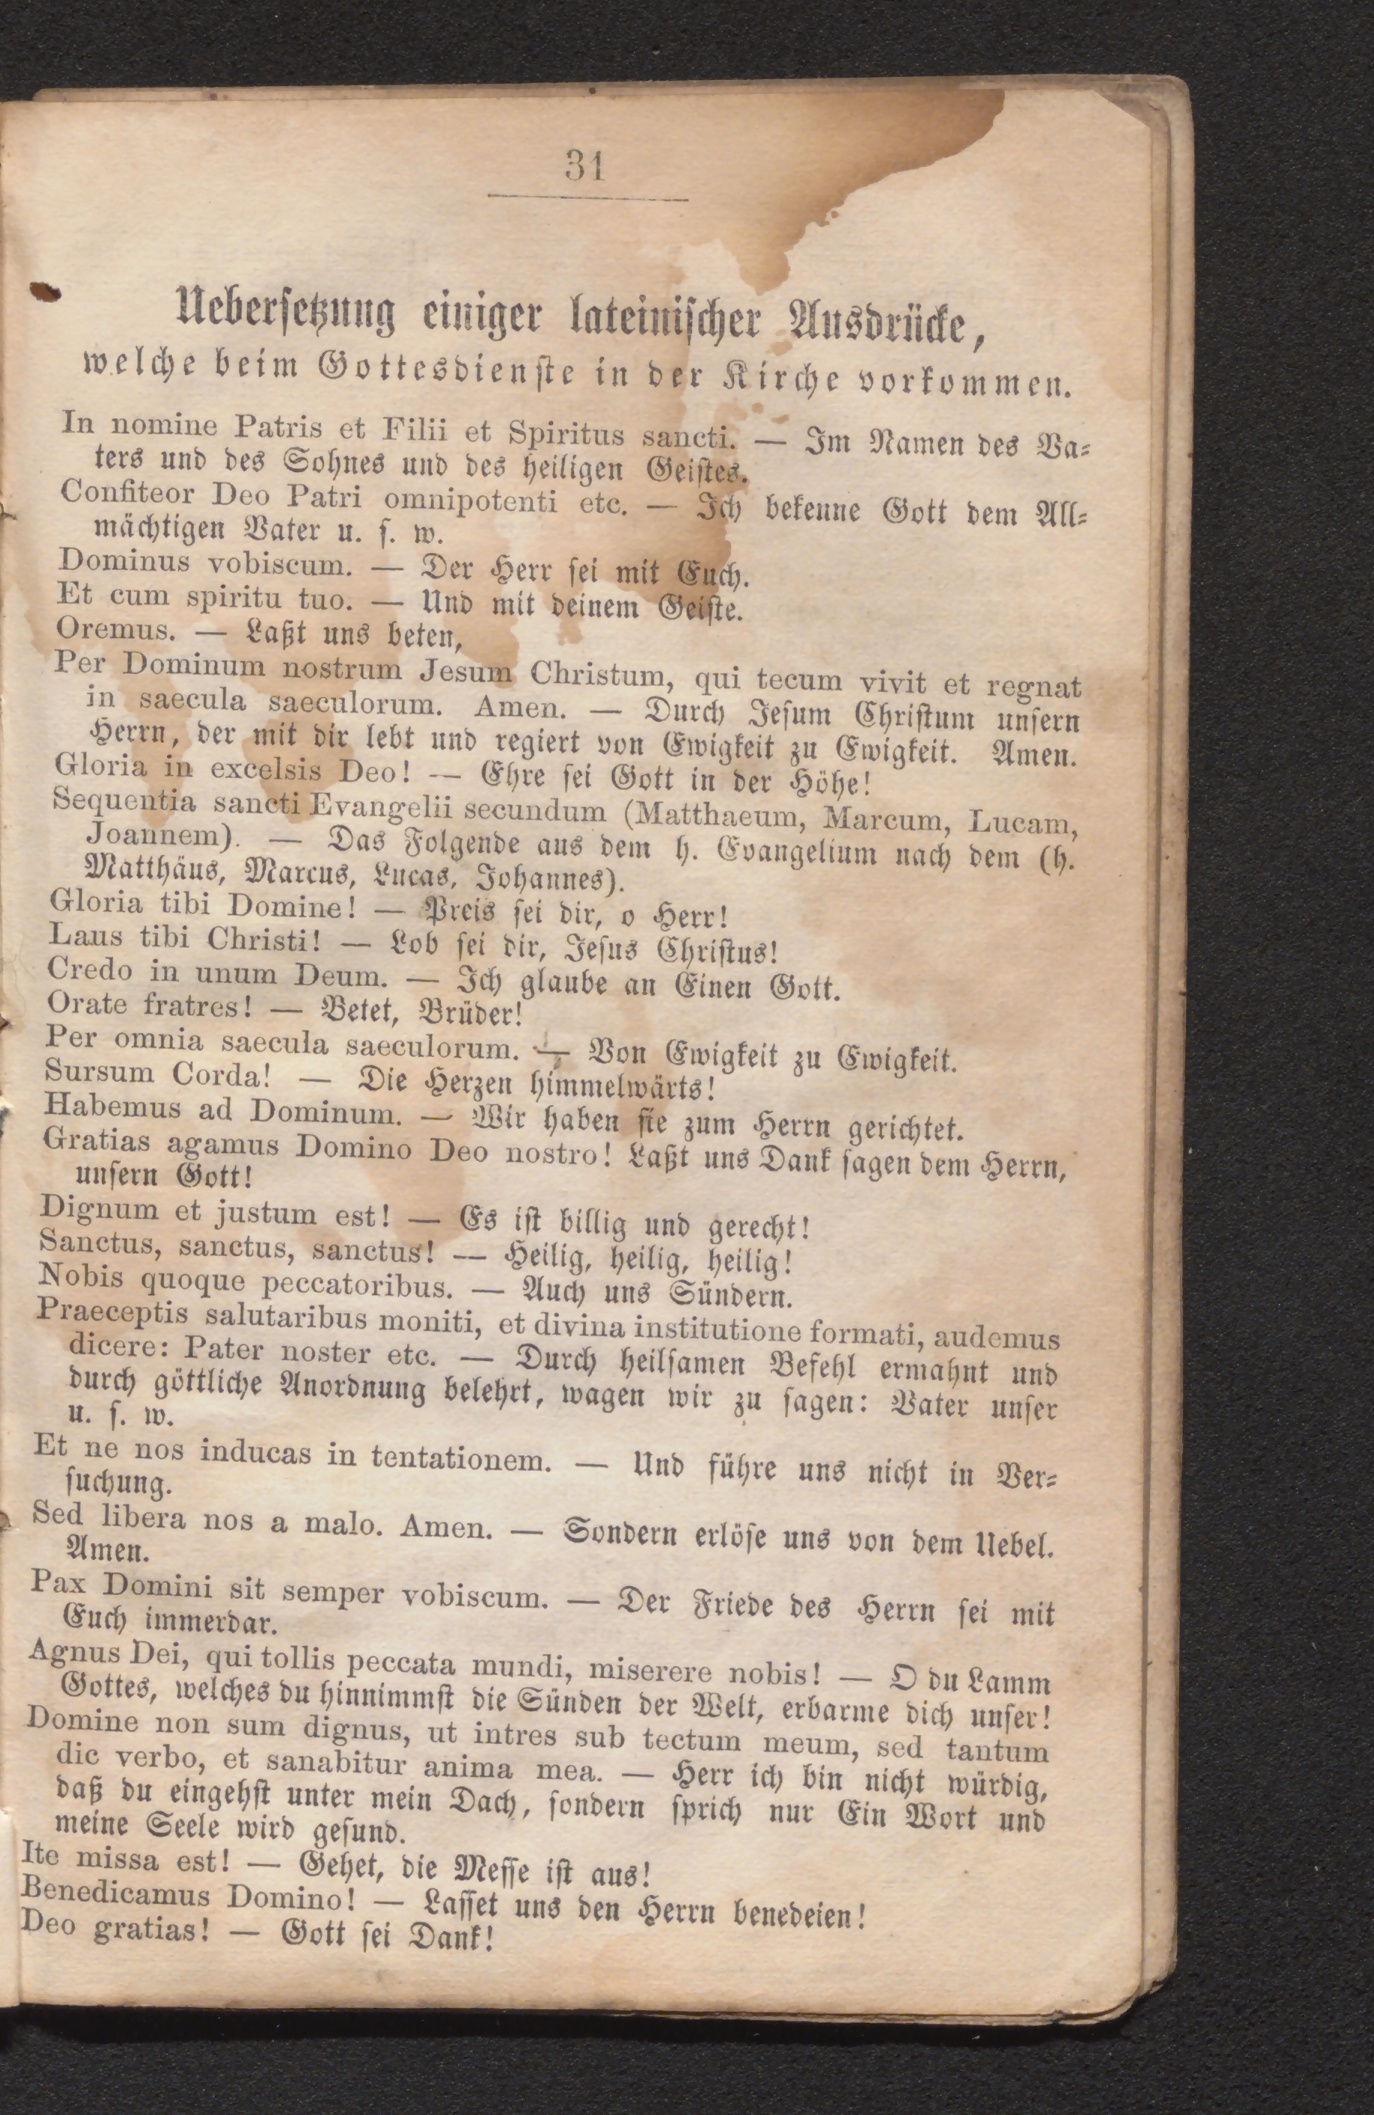 31
Uebersetzung einiger lateinischer Ausdrücke,
welche beim Gottesdienste in der Kirche vorkommen.
In nomine Patris et Filii et Spiritus sancti. — Im Namen des Va-
ters und des Sohnes und des heiligen Geistes.
Confiteor Deo Patri omnipotenti etc. — Ich bekenne Gott dem All-
mächtigen Vater u. s. w.
Dominus vobiscum. — Der Herr sei mit Euch.
Et cum spiritu tuo. — Und mit deinem Geiste.
Oremus. — Laßt uns beten,
Per Dominum nostrum Jesum Christum, qui tecum vivit et regnat
in saecula saeculorum. Amen. — Durch Jesum Christum unsern
Herrn, der mit dir lebt und regiert von Ewigkeit zu Ewigkeit. Amen.
Gloria in excelsis Deo! — Ehre sei Gott in der Höhe!
Sequentia sancti Evangelii secundum (Matthaeum, Marcum, Lucam,
Joannem). — Das Folgende aus dem h. Evangelium nach dem (h.
Matthäus, Marcus, Lucas, Johannes).
Gloria tibi Domine! — Preis sei dir, o Herr!
Laus tibi Christi! — Lob sei dir, Jesus Christus!
Credo in unum Deum. — Ich glaube an Einen Gott.
Orate fratres! — Betet, Brüder!
Per omnia saecula saeculorum. — Von Ewigkeit zu Ewigkeit.
Sursum Corda! — Die Herzen himmelwärts!
Habemus ad Dominum. — Wir haben sie zum Herrn gerichtet.
Gratias agamus Domino Deo nostro! Laßt uns Dank sagen dem Herrn,
unsern Gott!
Dignum et justum est! — Es ist billig und gerecht!
Sanctus, sanctus, sanctus! — Heilig, heilig, heilig!
Nobis quoque peccatoribus. — Auch uns Sündern.
Praeceptis salutaribus moniti, et divina institutione formati, audemus
dicere: Pater noster etc. — Durch heilsamen Befehl ermahnt und
durch göttliche Anordnung belehrt, wagen wir zu sagen: Vater unser
u. s. w.
Et ne nos inducas in tentationem. — Und führe uns nicht in Ver-
suchung.
Sed libera nos a malo. Amen. — Sondern erlöse uns von dem Uebel.
Amen.
Pax Domini sit semper vobiscum. — Der Friede des Herrn sei mit
Euch immerdar.
Agnus Dei, qui tollis peccata mundi, miserere nobis! — O du Lamm
Gottes, welches du hinnimmst die Sünden der Welt, erbarme dich unser!
Domine non sum dignus, ut intres sub tectum meum, sed tantum
dic verbo, et sanabitur anima mea. — Herr ich bin nicht würdig,
daß du eingehst unter mein Dach, sondern sprich nur Ein Wort und
meine Seele wird gesund.
Ite missa est! — Gehet, die Messe ist aus!
Benedicamus Domino! — Lasset uns den Herrn benedeien!
Deo gratias! — Gott sei Dank!